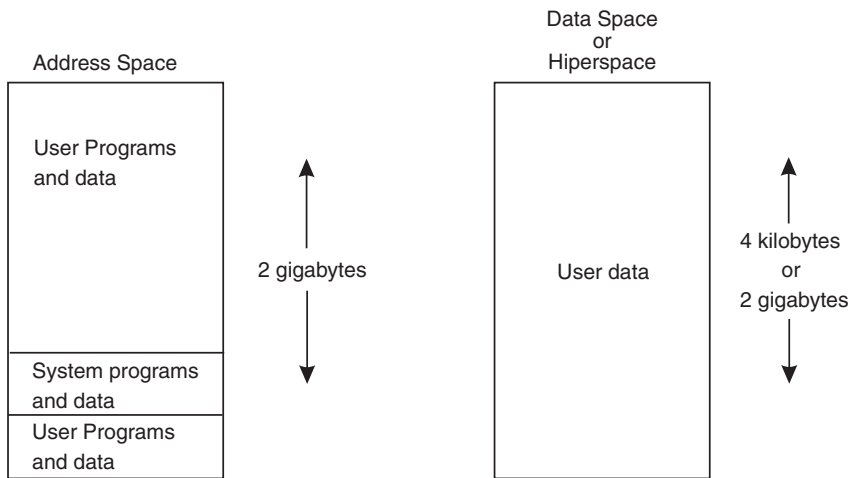 Address Space
User Programs
and data
2 gigabytes
System programs
and data
User Programs
and data
Data Space
or
Hiperspace
User data
4 kilobytes
or
2 gigabytes